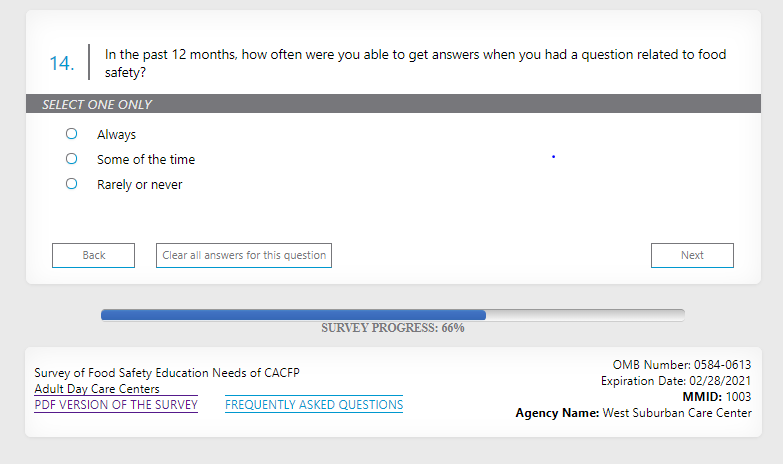 14.
In the past 12 months, how often were you able to get answers when you had a question related to food
safety?
SELECT ONE ONLY
Always
Some of the time
Rarely or never
Back
Clear all answers for this question
Next
SURVEY PROGRESS: 66%
Survey of Food Safety Education Needs of CACFP
Adult Day Care Centers
PDF VERSION OF THE SURVEY
FREQUENTLY ASKED QUESTIONS
OMB Number: 0584-0613
Expiration Date: 02/28/2021
MMID: 1003
Agency Name: West Suburban Care Center